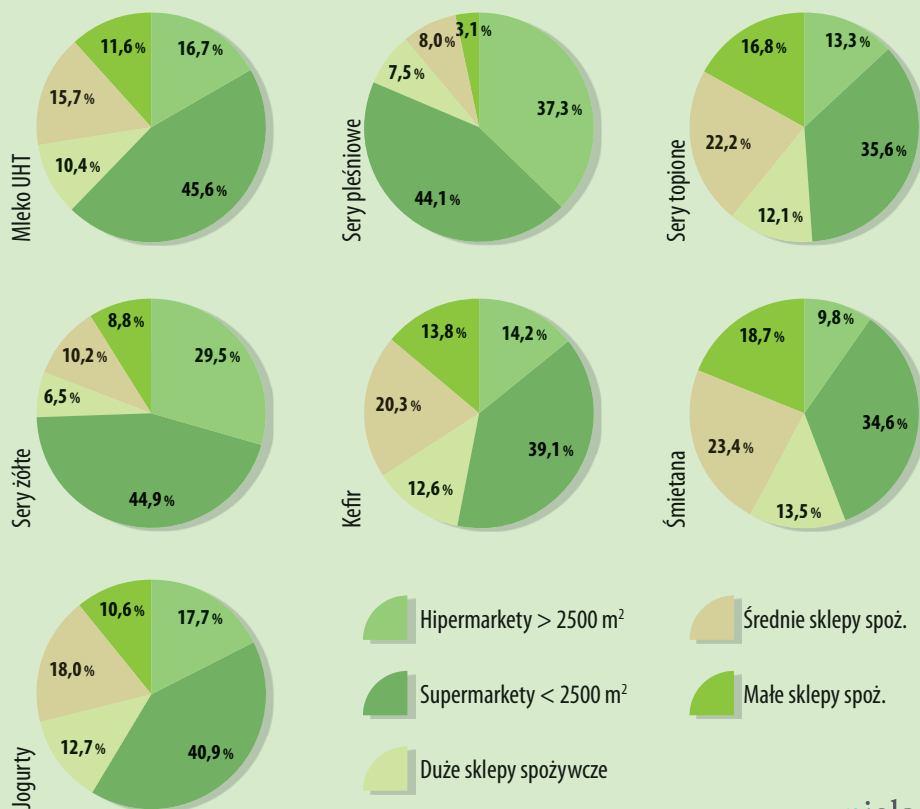 11,6 %
16,7 %
15,7 %
10,4 %
45,6 %
Mleko UHT
8,0 %
3,1 %
7,5 %
37,3 %
44,1 %
Sery pleśniowe
16,8 %
13,3 %
22,2 %
35,6 %
12,1 %
Sery topione
8,8 %
29,5 %
10,2 %
6,5 %
44,9 %
Sery żółte
13,8 %
14,2 %
20,3 %
39,1 %
12,6 %
Kefir
18,7 %
9,8 %
34,6 %
23,4 %
13,5 %
Śmietana
10,6 %
17,7 %
18,0 %
12,7 %
40,9 %
Jogurty
Hipermarkety > 2500 m²
Średnie sklepy spoż.
Supermarkety < 2500 m²
Małe sklepy spoż.
Duże sklepy spożywcze